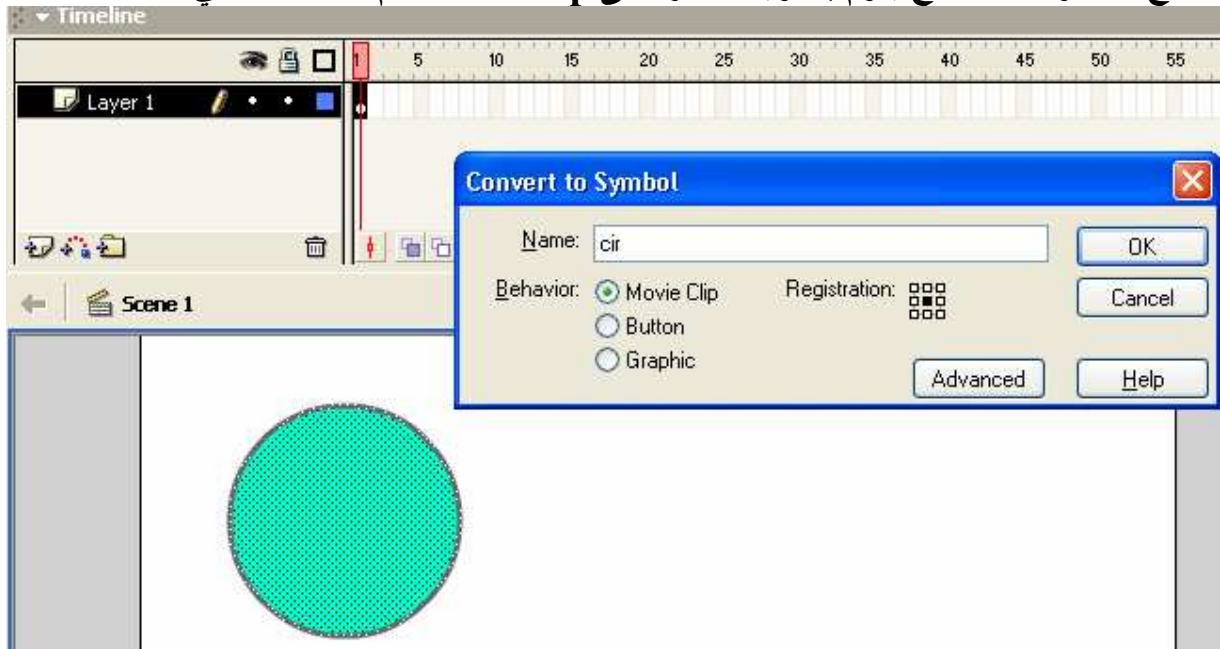 Timeline
1 5 10 15 20 25 30 35 40 45 50 55
Layer 1
Convert to Symbol
Name: cir
OK
Behavior: Movie Clip
Registration:
Cancel
Button
Graphic
Advanced
Help
Scene 1